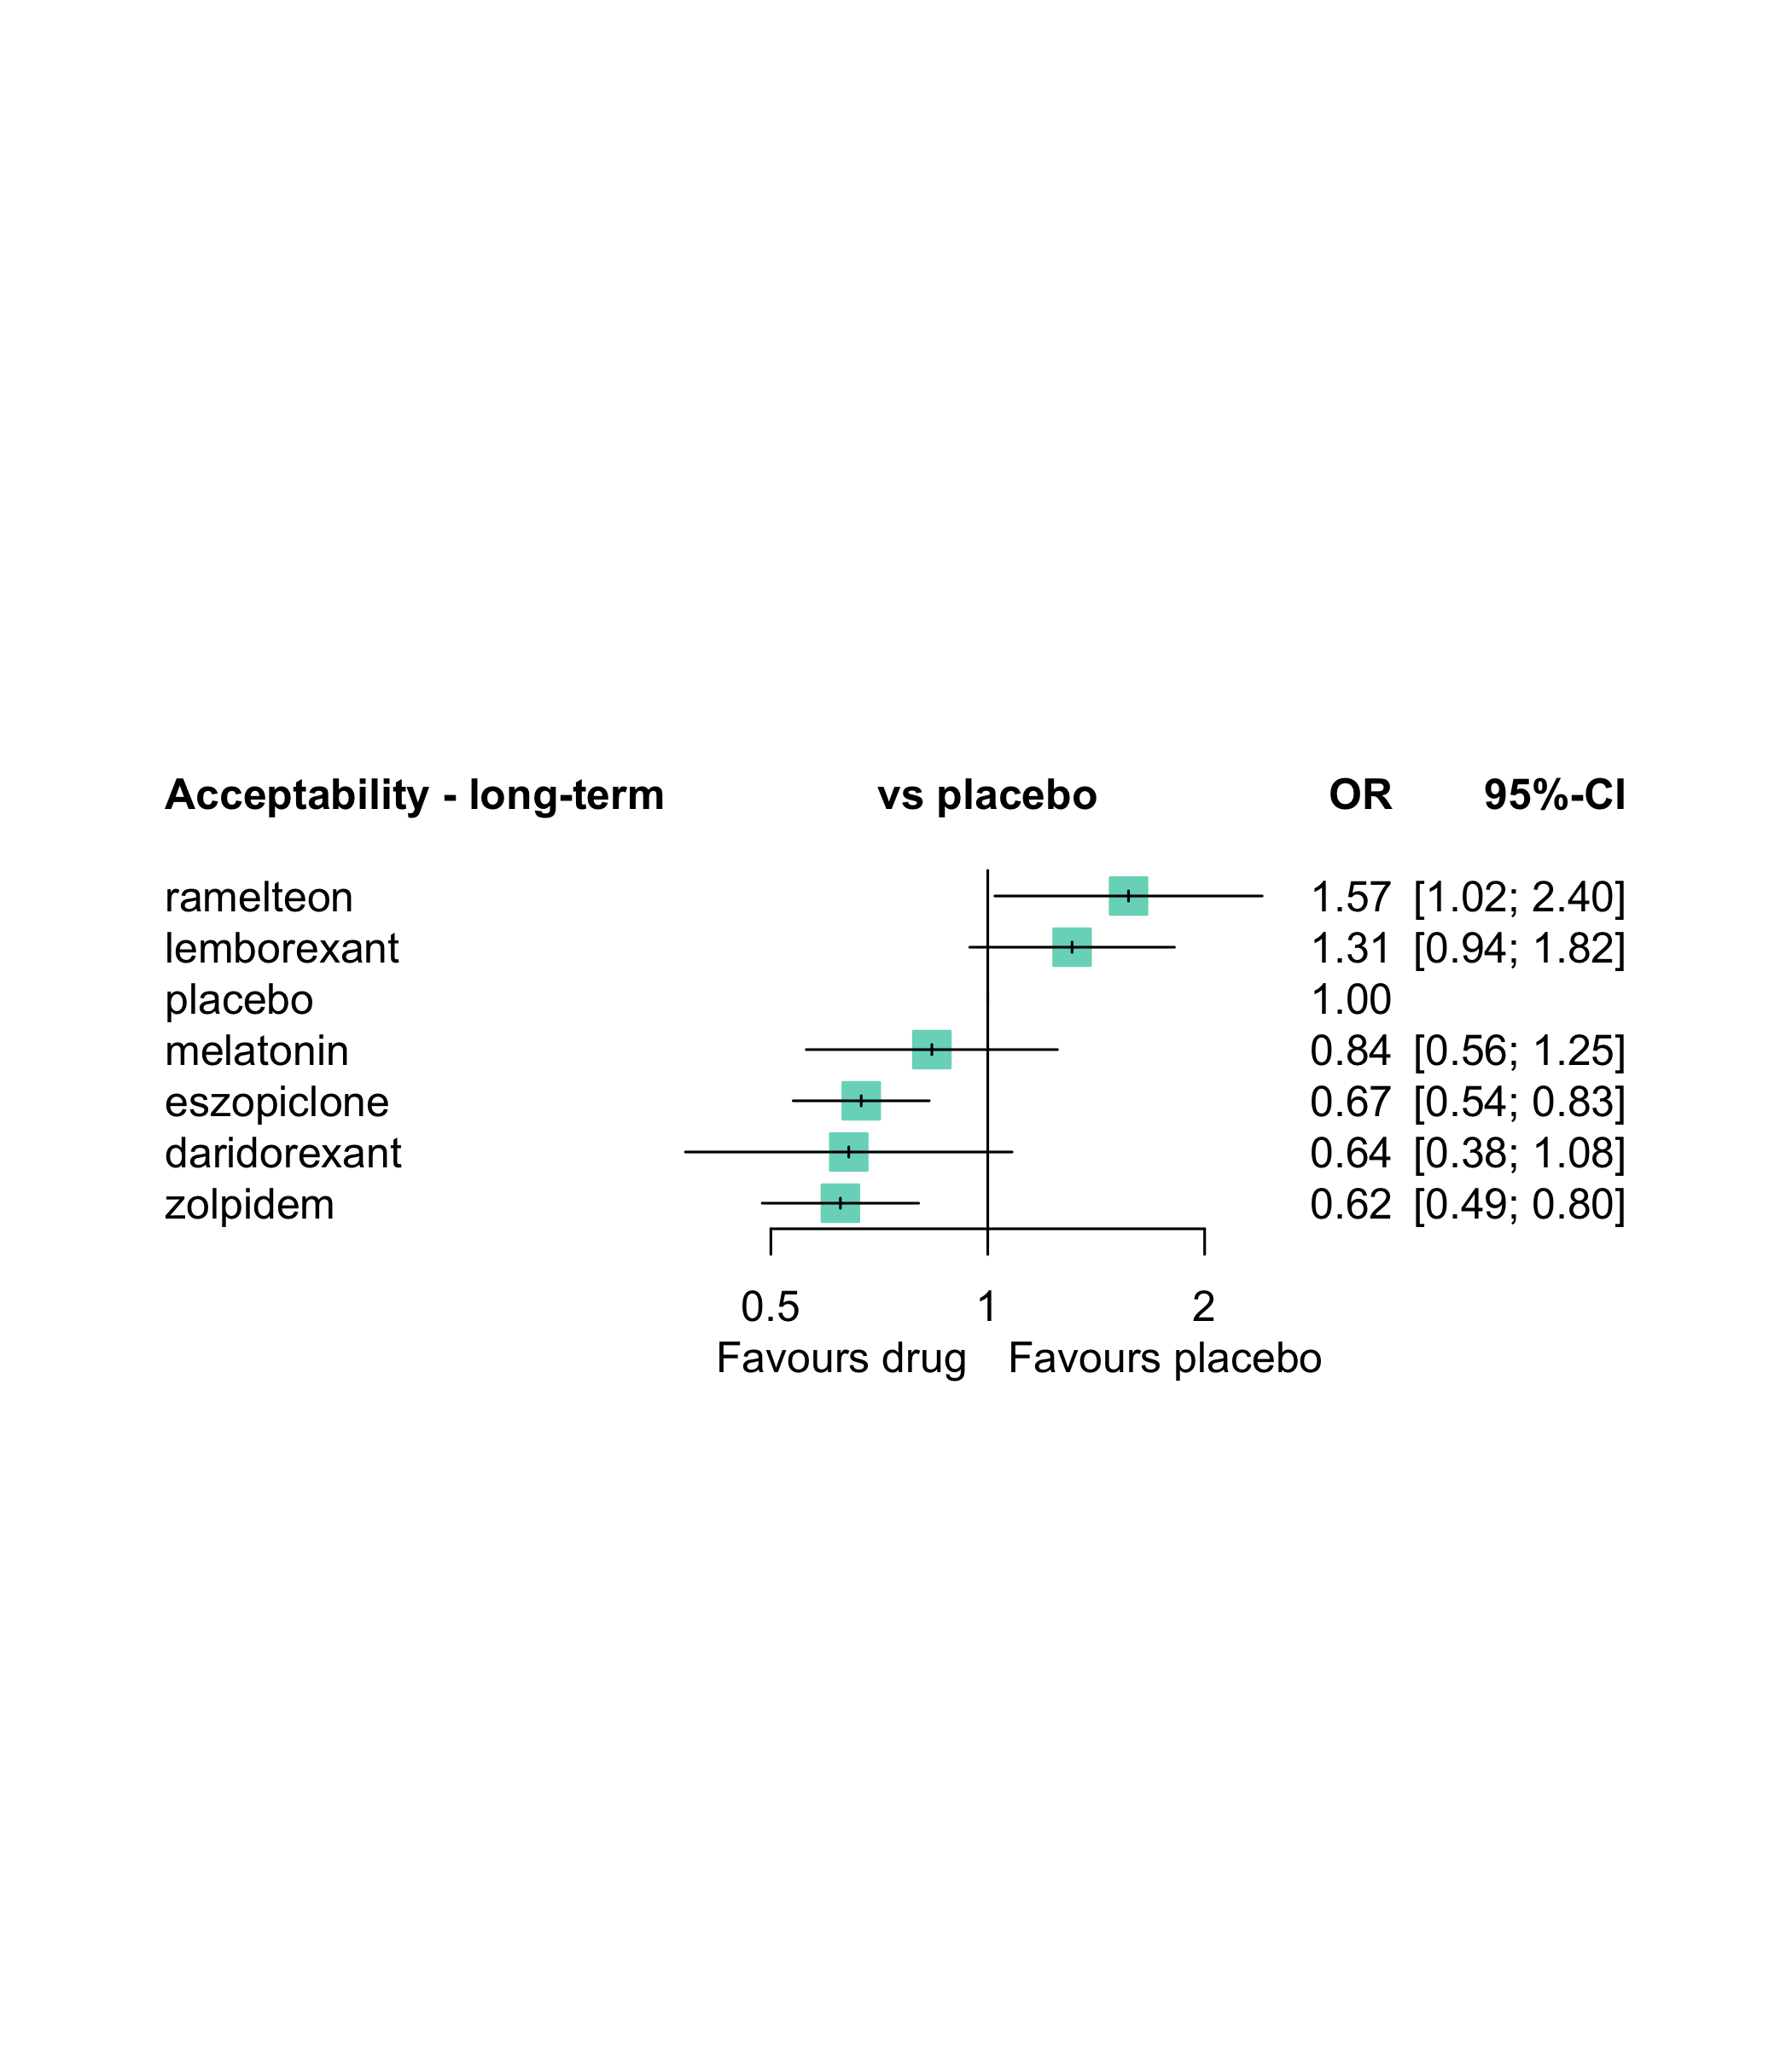 Acceptability - long-term vs placebo OR 95%-CI
ramelteon 1.57 [1.02; 2.40]
lemborexant 1.31 [0.94; 1.82]
placebo 1.00
melatonin 0.84 [0.56; 1.25]
eszopiclone 0.67 [0.54; 0.83]
daridorexant 0.64 [0.38; 1.08]
zolpidem 0.62 [0.49; 0.80]
0.5 1 2
Favours drug Favours placebo